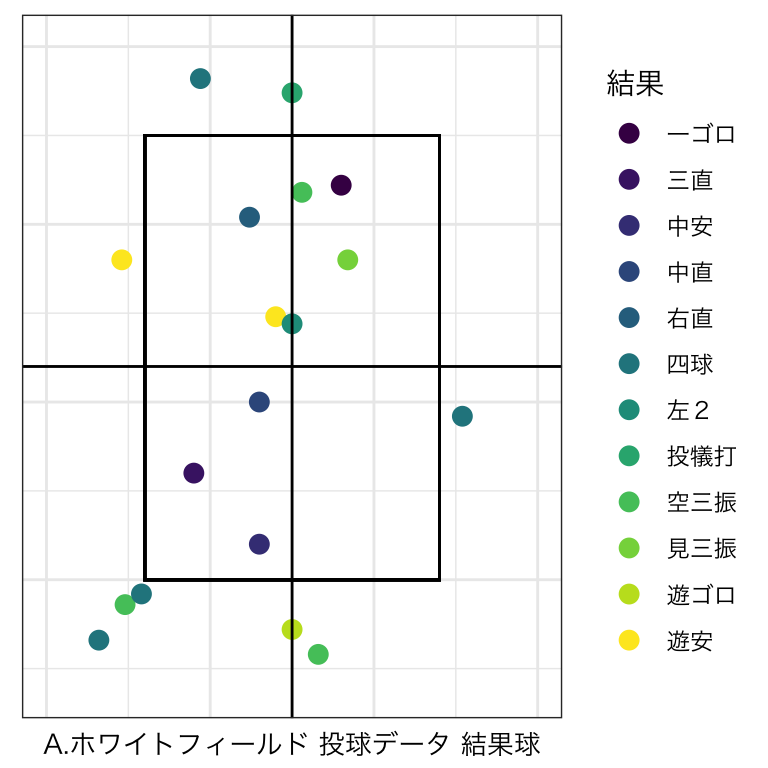 結果
一ゴロ
三直
中安
中直
右直
四球
左２
投犠打
空三振
見三振
遊ゴロ
遊安
A.ホワイトフィールド 投球データ 結果球